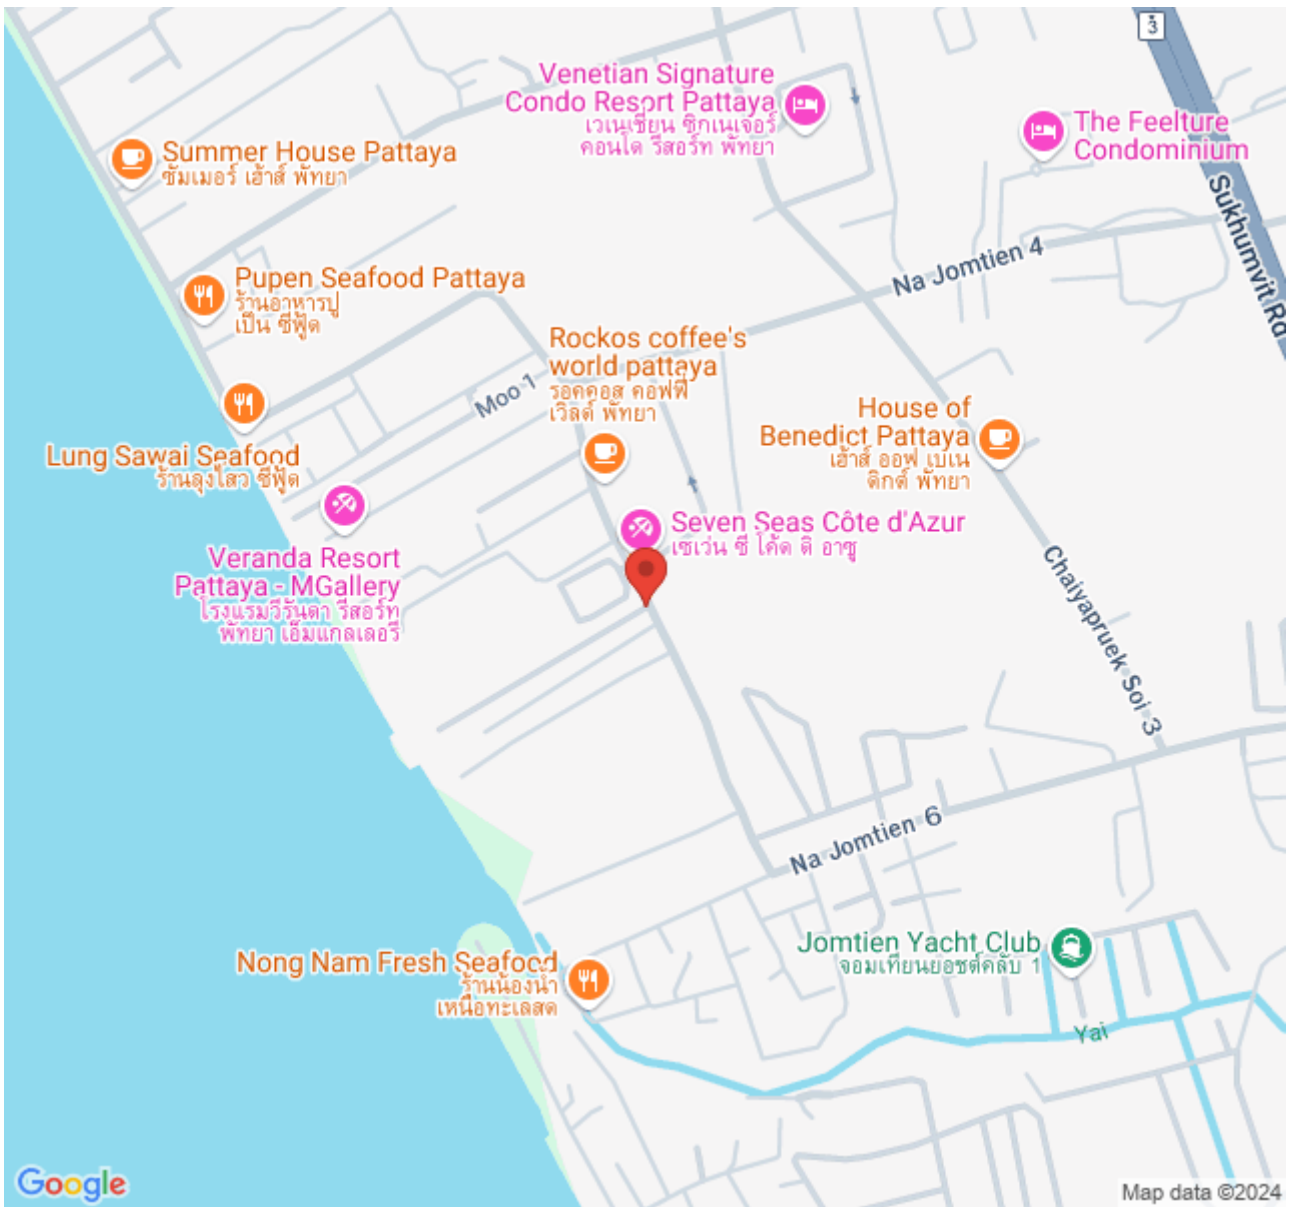 3
Venetian Signature
Condo Resort Pattaya
เวเนเชี่ยน ซิกเนเจอร์
คอนโด รีสอร์ท พัทยา
The Feelture
Condominium
Summer House Pattaya
ซัมเมอร์ เฮ้าส์ พัทยา
Sukhumvit Rd
Na Jomtien 4
Pupen Seafood Pattaya
ร้านอาหารปู
เป็น ซีฟู้ด
Rockos coffee's
world pattaya
รอคคอส คอฟฟี่
เวิลด์ พัทยา
Moo 1
House of
Benedict Pattaya
เฮ้าส์ ออฟ เบเน
ดิกต์ พัทยา
Lung Sawai Seafood
ร้านลุงไสว ซีฟู้ด
Seven Seas Côte d'Azur
เซเว่น ซี โค้ด ดิ อาซู
Veranda Resort
Pattaya - MGallery
โรงแรมวีรันดา รีสอร์ท
พัทยา เอ็มแกลเลอรี
Chaiyapruek Soi 3
Na Jomtien 6
Jomtien Yacht Club
จอมเทียนยอชต์คลับ 1
Nong Nam Fresh Seafood
ร้านน้องน้ำ
เหนือทะเลสด
Yai
Google
Map data ©2024